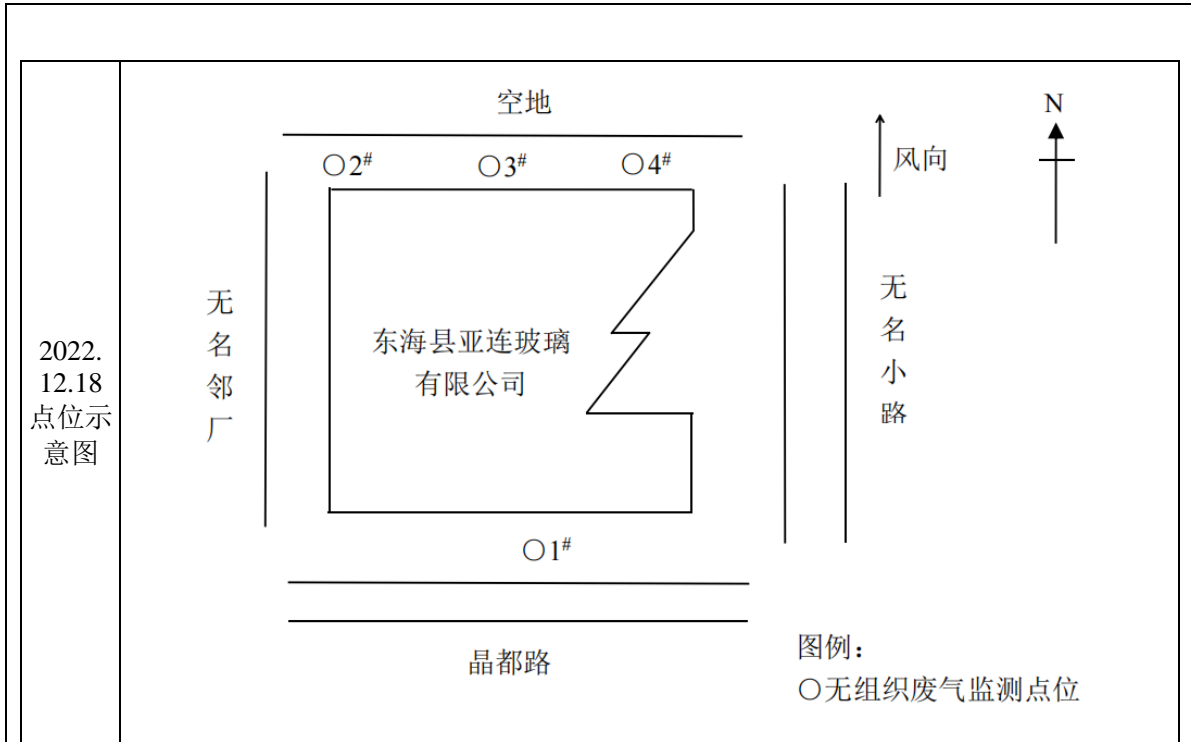 空地
N
○2#
○3#
○4#
风向
无名邻厂
东海县亚连玻璃
有限公司
无名小路
2022.
12.18
点位示
意图
○1#
晶都路
图例：
○无组织废气监测点位